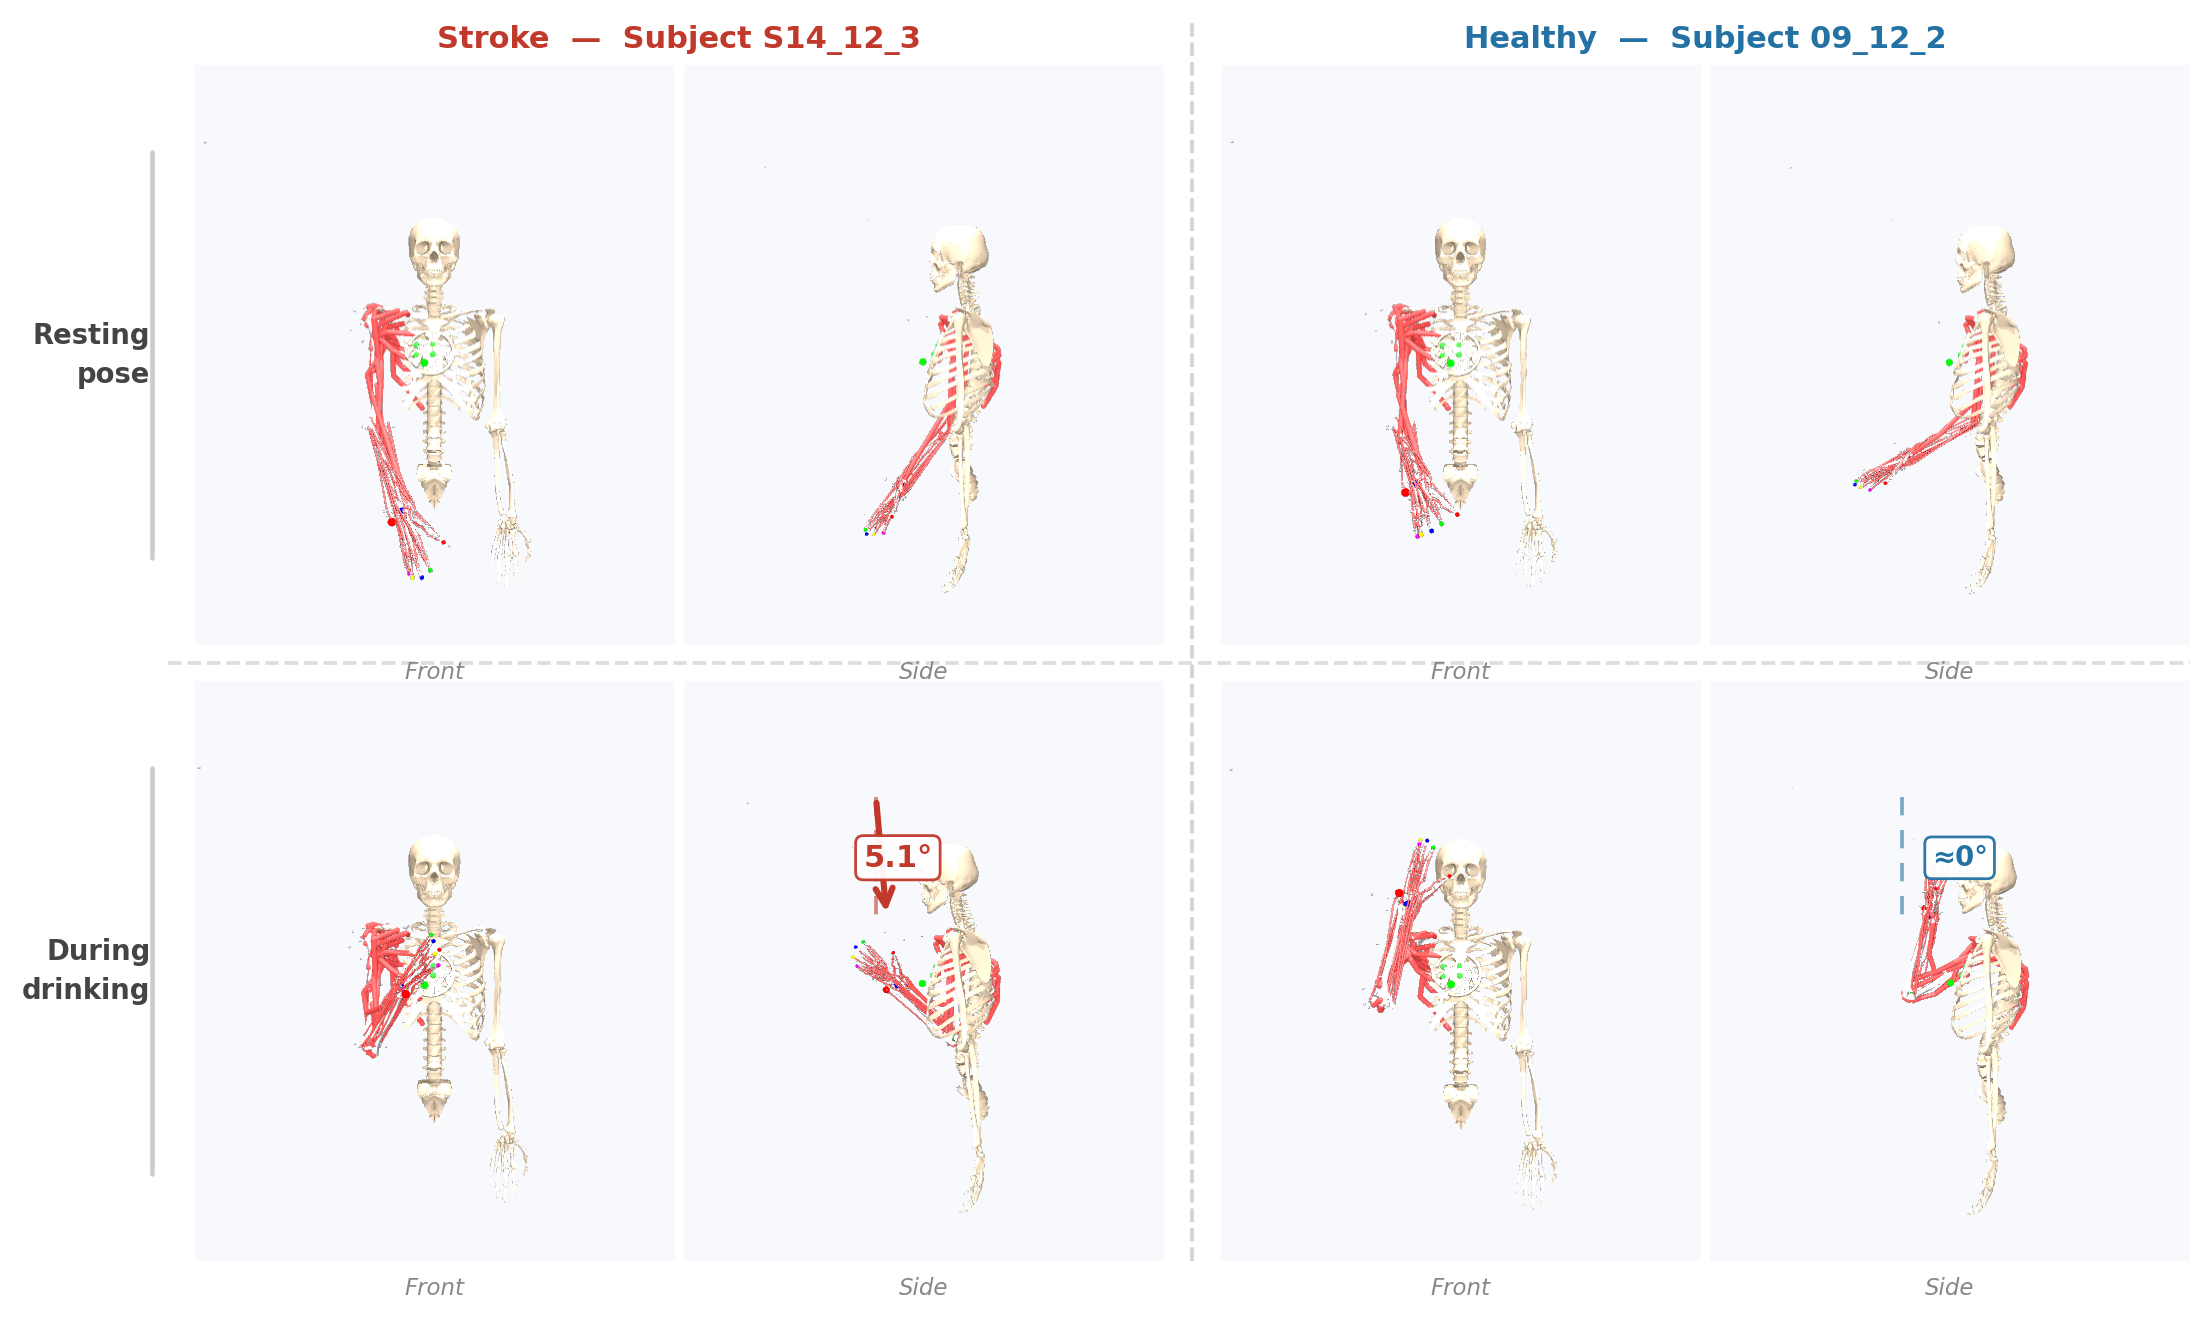 Stroke — Subject S14_12_3
Healthy — Subject 09_12_2
Resting
pose
Front
Side
Front
Side
During
drinking
5.1°
≈0°
Front
Side
Front
Side